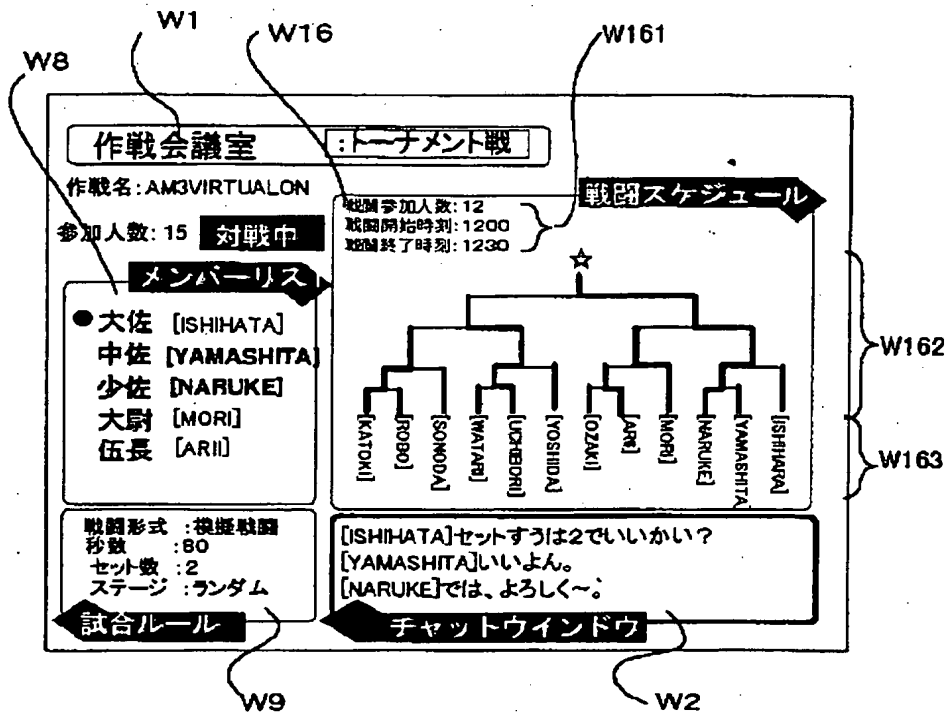 W1
W8
W16
W161
作戦会議室 :トーナメント戦
作戦名:AM3VIRTUALON
戦闘スケジュール
参加人数:15 対戦中
戦闘参加人数:12
戦闘開始時刻:1200
戦闘終了時刻:1230
☆
メンバーリスト
●大佐 [ISHIHATA]
中佐 [YAMASHITA]
少佐 [NARUKE]
大尉 [MORI]
伍長 [ARII]
W162
[KATOKI]
[ROBO]
[SONODA]
[WATARI]
[UCHIBORI]
[YOSHIDA]
[OZAKI]
[ARII]
[MORI]
[NARUKE]
[YAMASHITA
[ISHIHARA]
W163
戦闘形式 :模擬戦闘
秒数 :80
セット数 :2
ステージ :ランダム
試合ルール
[ISHIHATA]セットすうは2でいいかい?
[YAMASHITA]いいよん。
[NARUKE]では、よろしく〜。
チャットウインドウ
W9
W2